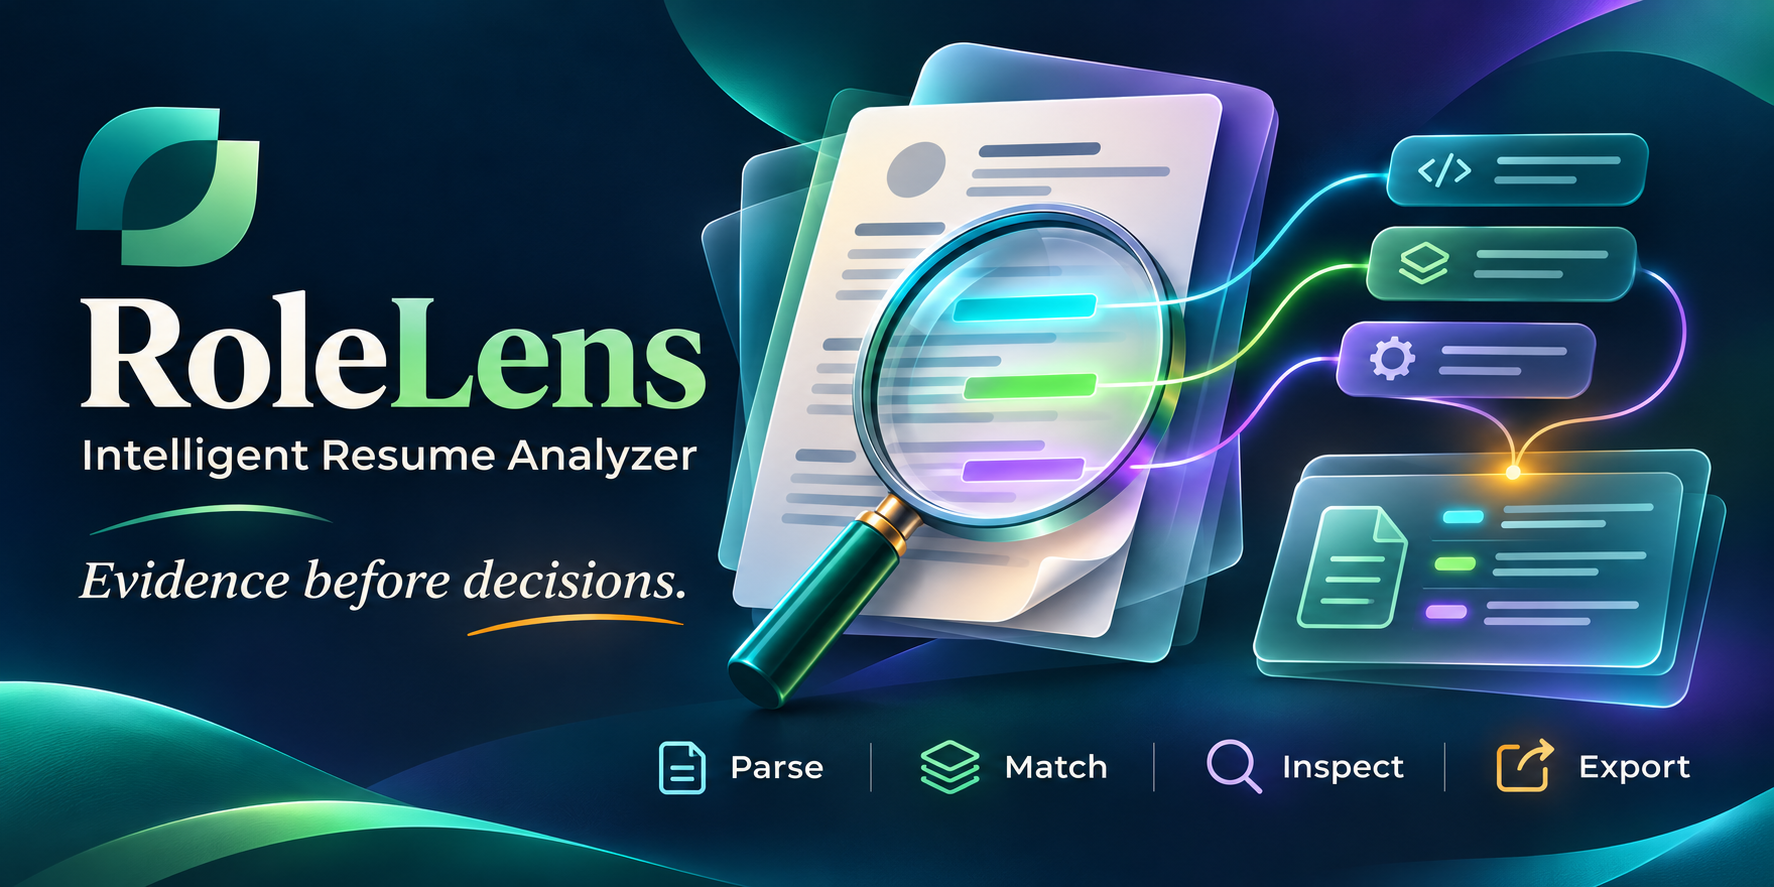 RoleLens
Intelligent Resume Analyzer
Evidence before decisions.
Parse
Match
Inspect
Export